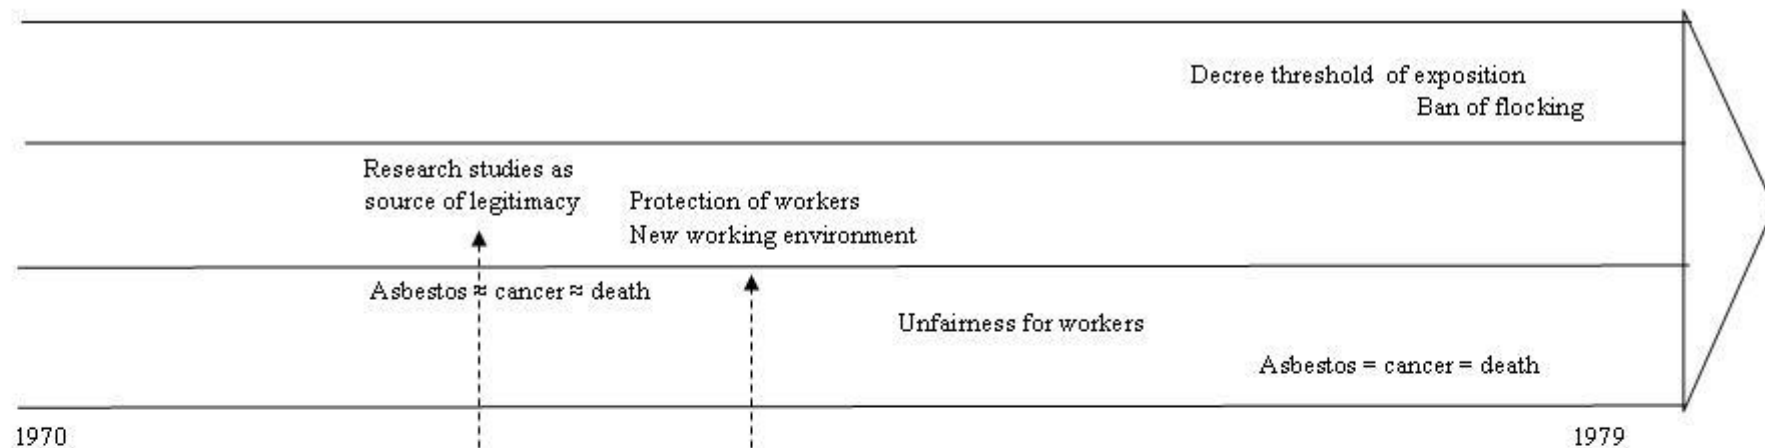 Decree threshold of exposition
Ban of flocking
Research studies as
source of legitimacy
Protection of workers
New working environment
Asbestos ≈ cancer ≈ death
Unfairness for workers
Asbestos = cancer = death
1970
1979